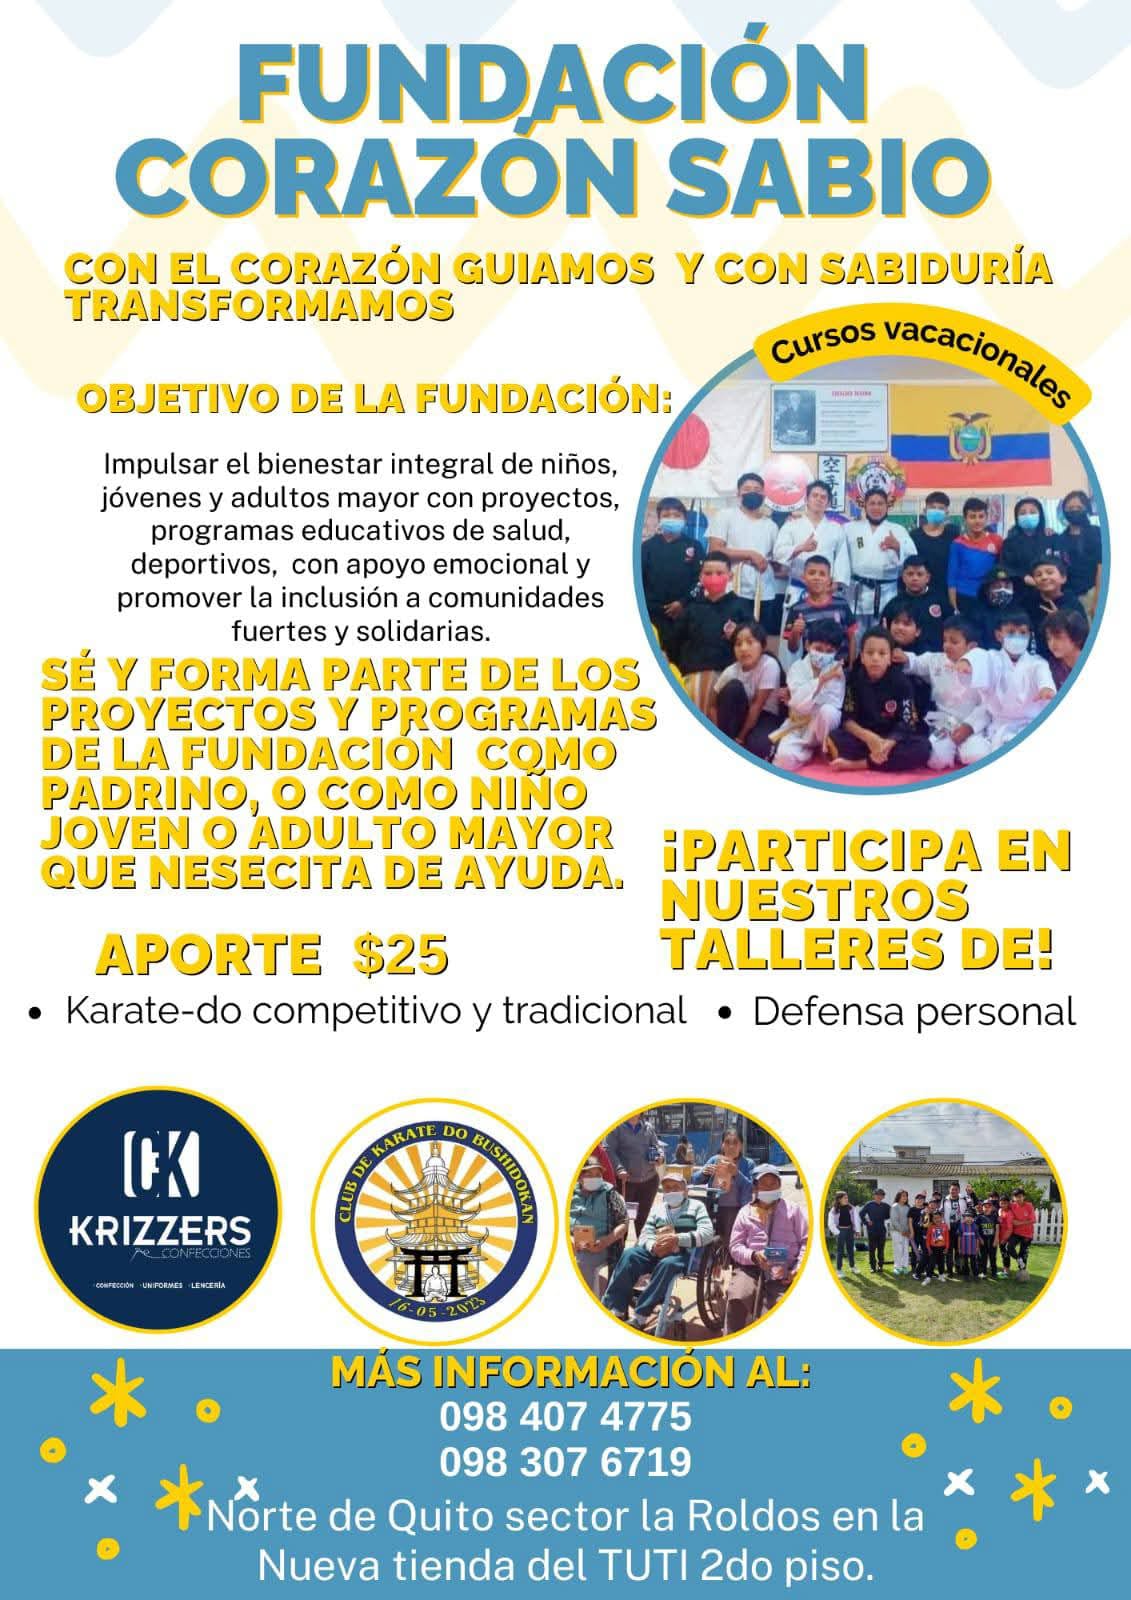 FUNDACIÓN
CORAZÓN SABIO
CON EL CORAZÓN GUIAMOS Y CON SABIDURÍA
TRANSFORMAMOS
Cursos vacacionales
OBJETIVO DE LA FUNDACIÓN:
Impulsar el bienestar integral de niños,
jóvenes y adultos mayor con proyectos,
programas educativos de salud,
deportivos, con apoyo emocional y
promover la inclusión a comunidades
fuertes y solidarias.
SÉ Y FORMA PARTE DE LOS
PROYECTOS Y PROGRAMAS
DE LA FUNDACIÓN COMO
PADRINO, O COMO NIÑO
JOVEN O ADULTO MAYOR
QUE NESECITA DE AYUDA.
¡PARTICIPA EN
NUESTROS
TALLERES DE!
APORTE $25
• Karate-do competitivo y tradicional
• Defensa personal
空手道
CK
KRIZZERS
CONFECCIONES
· CONFECCIÓN · UNIFORMES · LENCERÍA
CLUB DE KARATE DO BUSHIDOKAN
16-05-2023
MÁS INFORMACIÓN AL:
098 407 4775
098 307 6719
Norte de Quito sector la Roldos en la
Nueva tienda del TUTI 2do piso.